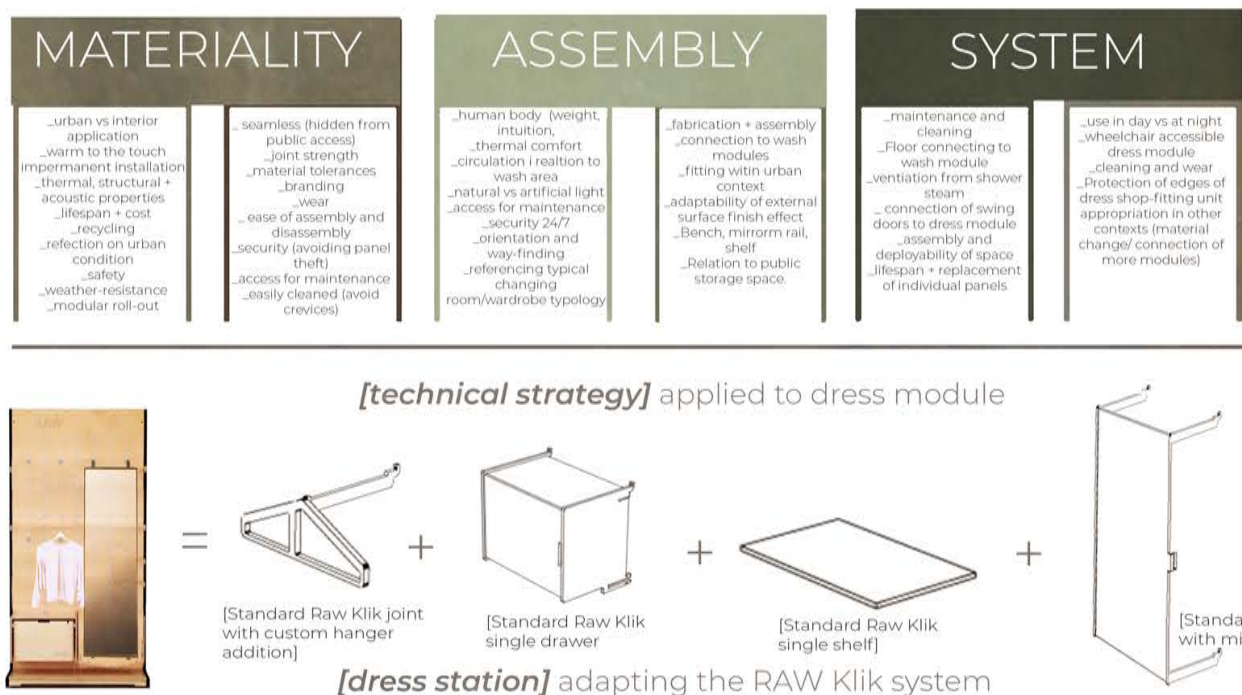 MATERIALITY
_urban vs interior
application
_warm to the touch
impermanent installation
_thermal, structural +
acoustic properties
_lifespan + cost
_recycling
_refection on urban
condition
_safety
_weather-resistance
_modular roll-out
_ seamless (hidden from
public access)
_joint strength
_material tolerances
_branding
_wear
_ ease of assembly and
disassembly
_security (avoiding panel
theft)
_access for maintenance
_easily cleaned (avoid
crevices)
ASSEMBLY
_human body (weight,
intuition,
_thermal comfort
_circulation i realtion to
wash area
_natural vs artificial light
_access for maintenance
_security 24/7
_orientation and
way-finding
_referencing typical
changing
room/wardrobe typology
_fabrication + assembly
_connection to wash
modules
_fitting witin urban
context
_adaptability of external
surface finish effect
_Bench, mirrorm rail,
shelf
_Relation to public
storage space.
SYSTEM
_maintenance and
cleaning
_Floor connecting to
wash module
_ventiation from shower
steam
_ connection of swing
doors to dress module
_assembly and
deployability of space
_lifespan + replacement
of individual panels
_use in day vs at night
_wheelchair accessible
dress module
_cleaning and wear
_Protection of edges of
dress shop-fitting unit
appropriation in other
contexts (material
change/ connection of
more modules)
[technical strategy] applied to dress module
RAW
=
+
+
+
[Standard Raw Klik joint
with custom hanger
addition]
[Standard Raw Klik
single drawer
[Standard Raw Klik
single shelf]
[Standa
with mi
[dress station] adapting the RAW Klik system